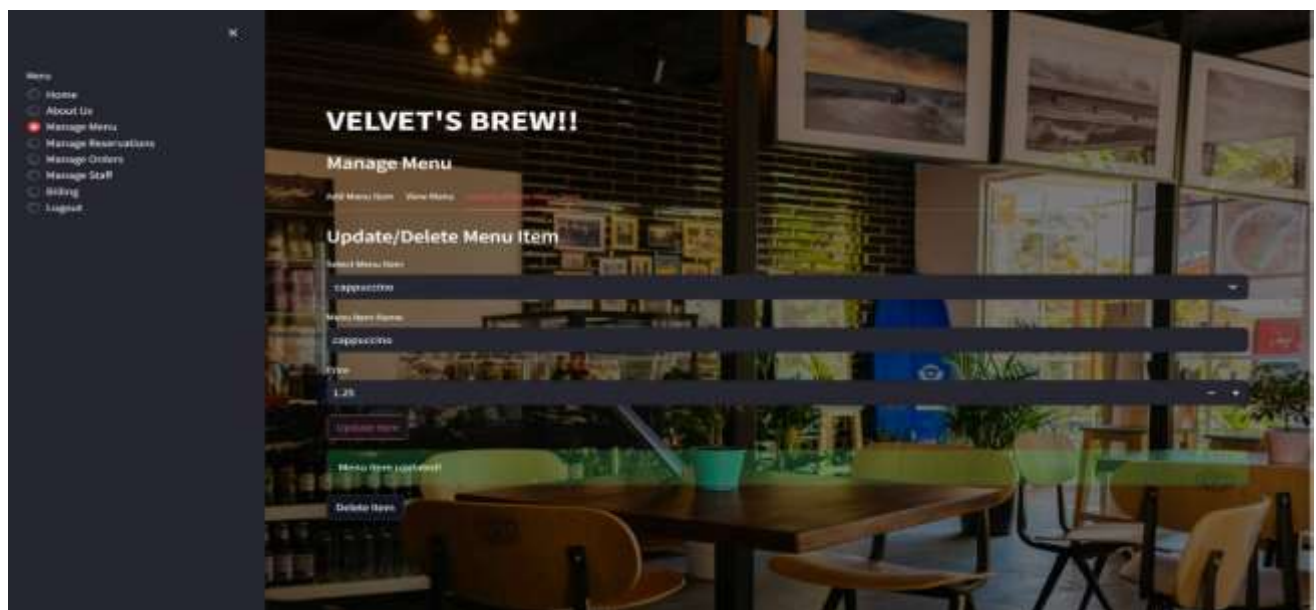 Menu
Home
About Us
Manage Menu
Manage Reservations
Manage Orders
Manage Staff
Billing
Logout
VELVET'S BREW!!
Manage Menu
Add Menu Item View Menu
Update/Delete Menu Item
Select Menu Item
cappuccino
Menu Item Name
cappuccino
Price
1.25
Update Item
Menu item updated!
Delete Item